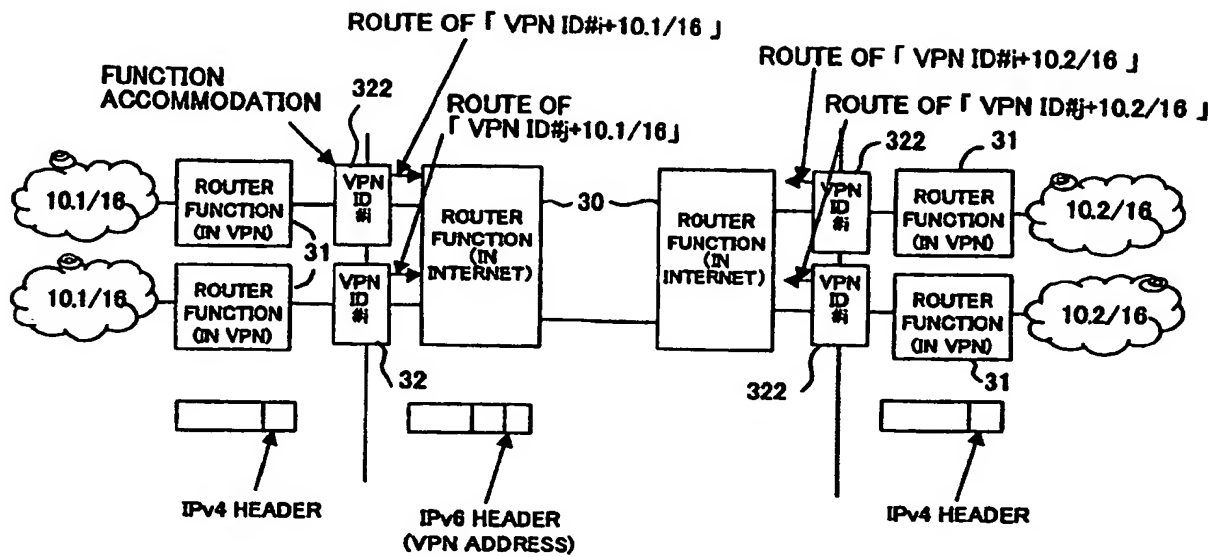 ROUTE OF「 VPN ID#i+10.1/16 」
FUNCTION
ACCOMMODATION
322
ROUTE OF
「 VPN ID#j+10.1/16」
ROUTE OF「 VPN ID#i+10.2/16 」
ROUTE OF「 VPN ID#j+10.2/16 」
322
31
10.1/16
ROUTER
FUNCTION
(IN VPN)
31
VPN
ID
#i
ROUTER
FUNCTION
(IN
INTERNET)
30
ROUTER
FUNCTION
(IN
INTERNET)
VPN
ID
#i
ROUTER
FUNCTION
(IN VPN)
10.2/16
10.1/16
ROUTER
FUNCTION
(IN VPN)
VPN
ID
#i
32
VPN
ID
#i
322
ROUTER
FUNCTION
(IN VPN)
31
10.2/16
IPv4 HEADER
IPv6 HEADER
(VPN ADDRESS)
IPv4 HEADER